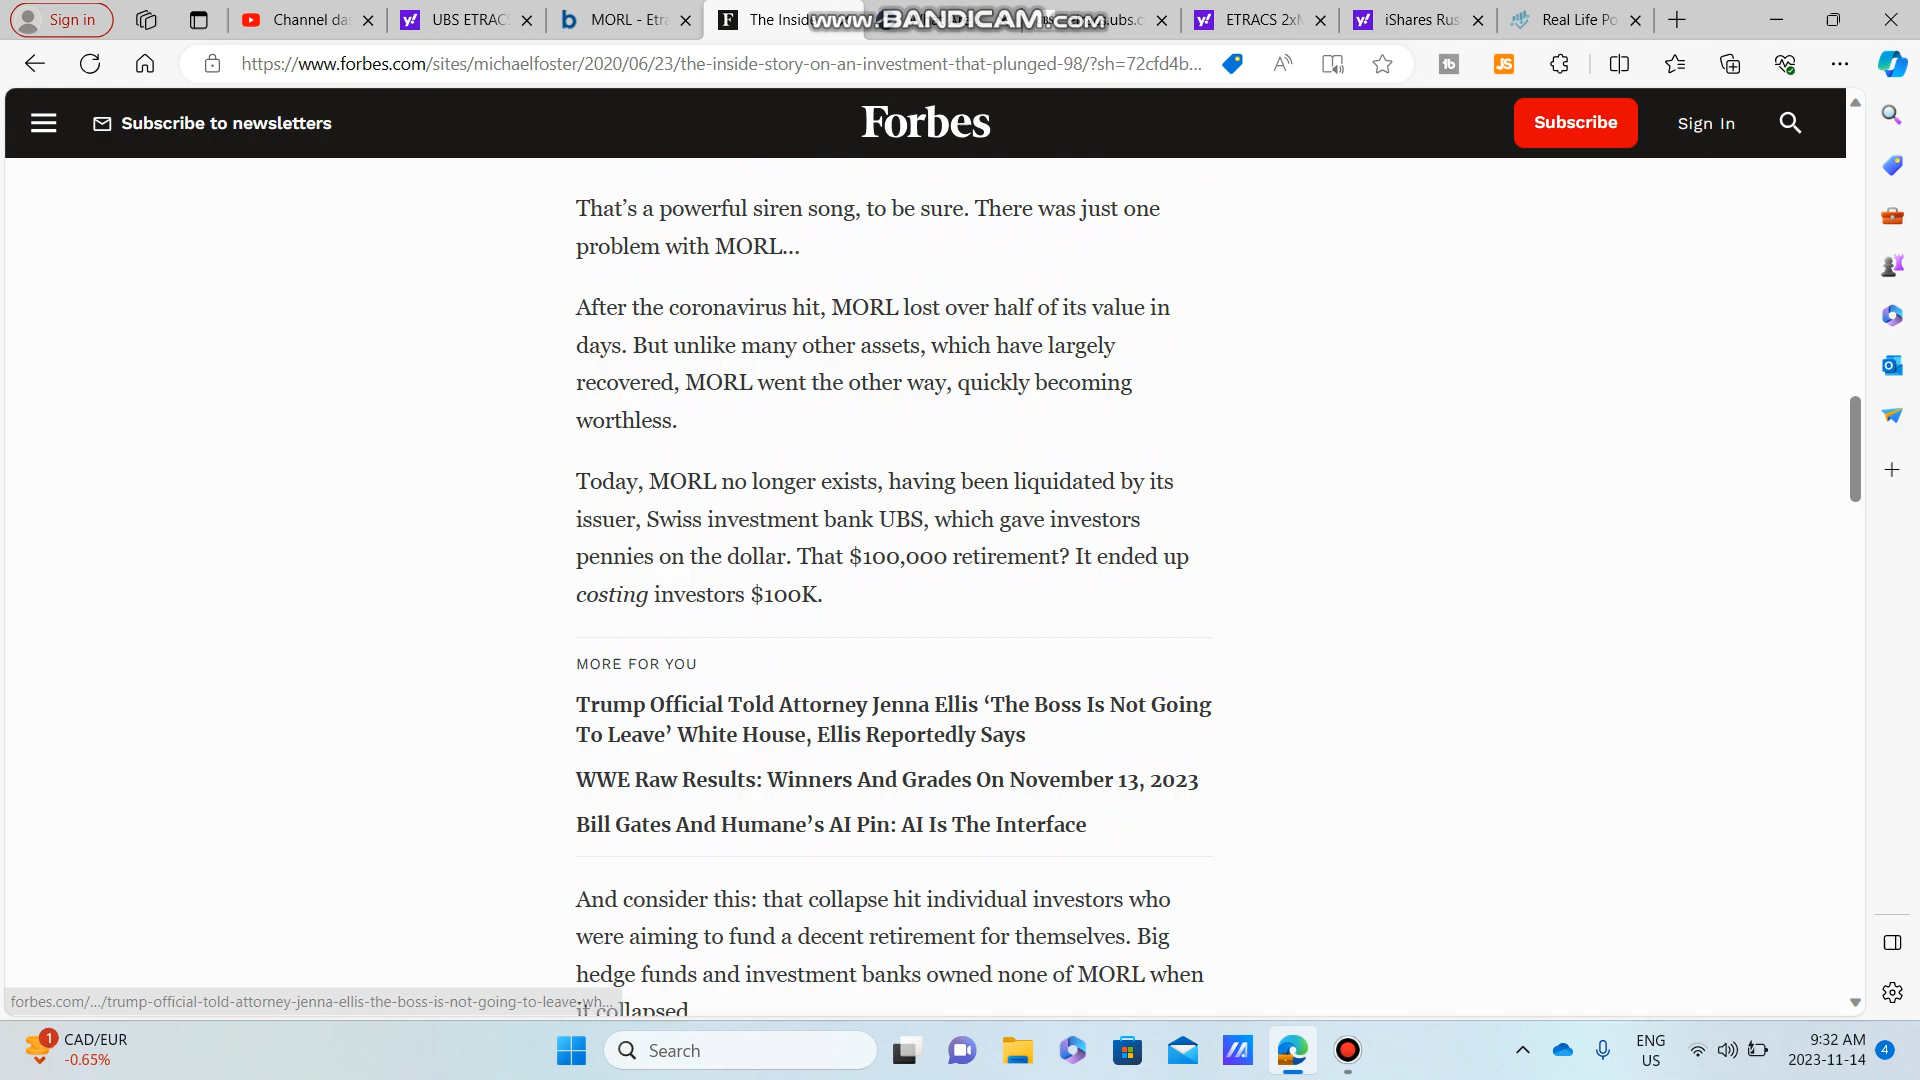 Sign in
Channel da
UBS ETRACS
MORL - Etra
The Insid
www.BANDICAM.com
.ubs.c
ETRACS 2xM
iShares Rus
Real Life Po
https://www.forbes.com/sites/michaelfoster/2020/06/23/the-inside-story-on-an-investment-that-plunged-98/?sh=72cfd4b...
Subscribe to newsletters
Forbes
Subscribe
Sign In
That’s a powerful siren song, to be sure. There was just one
problem with MORL…
After the coronavirus hit, MORL lost over half of its value in
days. But unlike many other assets, which have largely
recovered, MORL went the other way, quickly becoming
worthless.
Today, MORL no longer exists, having been liquidated by its
issuer, Swiss investment bank UBS, which gave investors
pennies on the dollar. That $100,000 retirement? It ended up
costing investors $100K.
MORE FOR YOU
Trump Official Told Attorney Jenna Ellis ‘The Boss Is Not Going
To Leave’ White House, Ellis Reportedly Says
WWE Raw Results: Winners And Grades On November 13, 2023
Bill Gates And Humane’s AI Pin: AI Is The Interface
And consider this: that collapse hit individual investors who
were aiming to fund a decent retirement for themselves. Big
hedge funds and investment banks owned none of MORL when
it collapsed
forbes.com/.../trump-official-told-attorney-jenna-ellis-the-boss-is-not-going-to-leave-wh...
1
CAD/EUR
-0.65%
Search
ENG
US
9:32 AM
2023-11-14
4